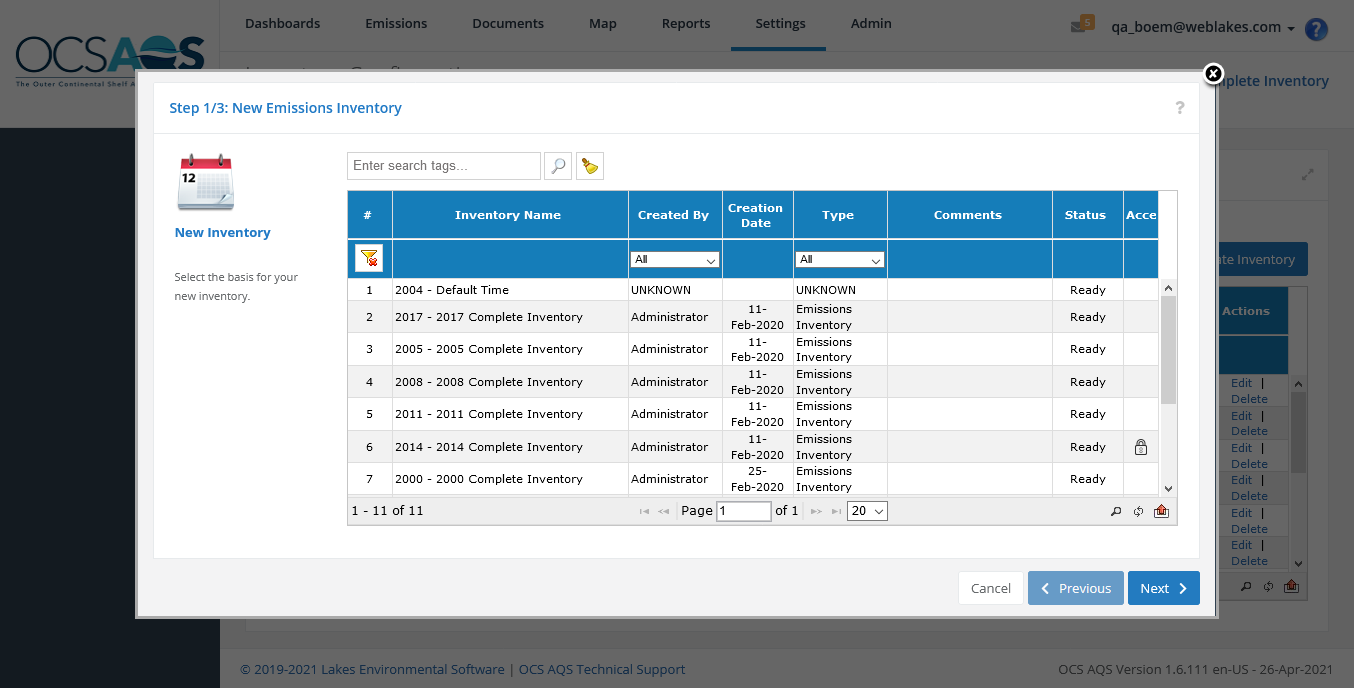 Dashboards Emissions Documents Map Reports Settings Admin 5 qa_boem@weblakes.com ?
OCSAQS
The Outer Continental Shelf
Inventory
Step 1/3: New Emissions Inventory ?
12
New Inventory
Select the basis for your
new inventory.
Enter search tags...
# Inventory Name Created By Creation Date Type Comments Status Acce
All All
1 2004 - Default Time UNKNOWN UNKNOWN Ready
2 2017 - 2017 Complete Inventory Administrator 11-Feb-2020 Emissions Inventory Ready
3 2005 - 2005 Complete Inventory Administrator 11-Feb-2020 Emissions Inventory Ready
4 2008 - 2008 Complete Inventory Administrator 11-Feb-2020 Emissions Inventory Ready
5 2011 - 2011 Complete Inventory Administrator 11-Feb-2020 Emissions Inventory Ready
6 2014 - 2014 Complete Inventory Administrator 11-Feb-2020 Emissions Inventory Ready
7 2000 - 2000 Complete Inventory Administrator 25-Feb-2020 Emissions Inventory Ready
1 - 11 of 11 Page 1 of 1 20
Cancel Previous Next
Inventory
Actions
Edit |
Delete
Edit |
Delete
Edit |
Delete
Edit |
Delete
Edit |
Delete
Edit |
Delete
© 2019-2021 Lakes Environmental Software | OCS AQS Technical Support
OCS AQS Version 1.6.111 en-US - 26-Apr-2021